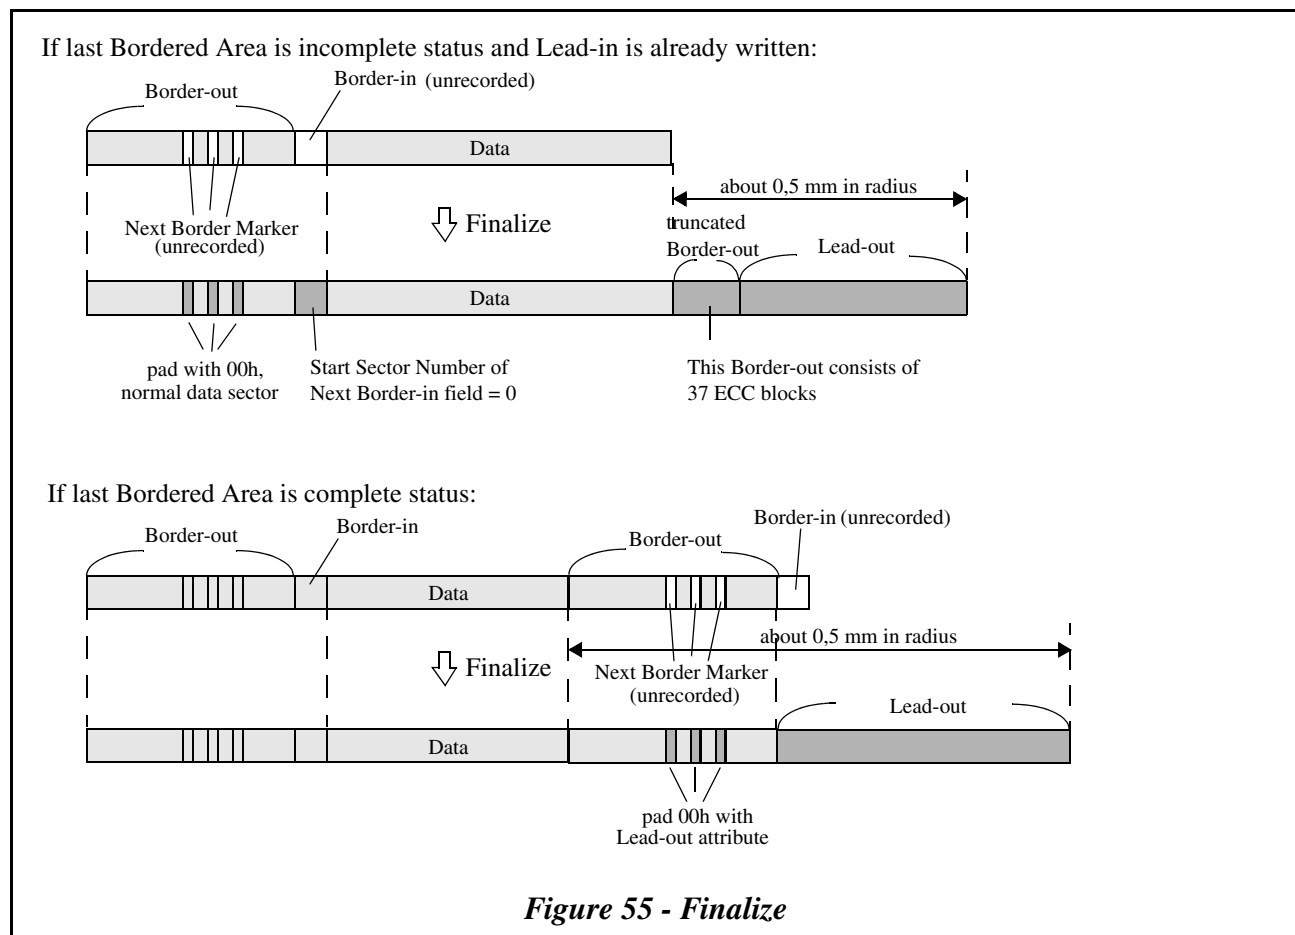 If last Bordered Area is incomplete status and Lead-in is already written:
Border-in (unrecorded)
Border-out
Data
about 0,5 mm in radius
Next Border Marker
(unrecorded)
Finalize
truncated
Border-out
Lead-out
Data
pad with 00h,
normal data sector
Start Sector Number of
Next Border-in field = 0
This Border-out consists of
37 ECC blocks
If last Bordered Area is complete status:
Border-out
Border-in
Border-out
Border-in (unrecorded)
Data
about 0,5 mm in radius
Finalize
Next Border Marker
(unrecorded)
Lead-out
Data
pad 00h with
Lead-out attribute
Figure 55 - Finalize